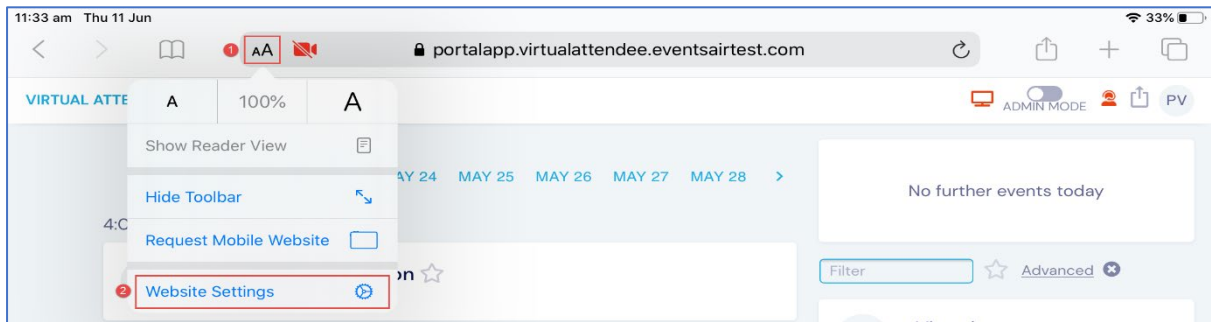 11:33 am Thu 11 Jun 33%
1 AA portalapp.virtualattendee.eventsairtest.com
VIRTUAL ATTE A 100% A ADMIN MODE PV
Show Reader View
AY 24 MAY 25 MAY 26 MAY 27 MAY 28 >
No further events today
Hide Toolbar
4:
Request Mobile Website
on
Filter Advanced
2 Website Settings